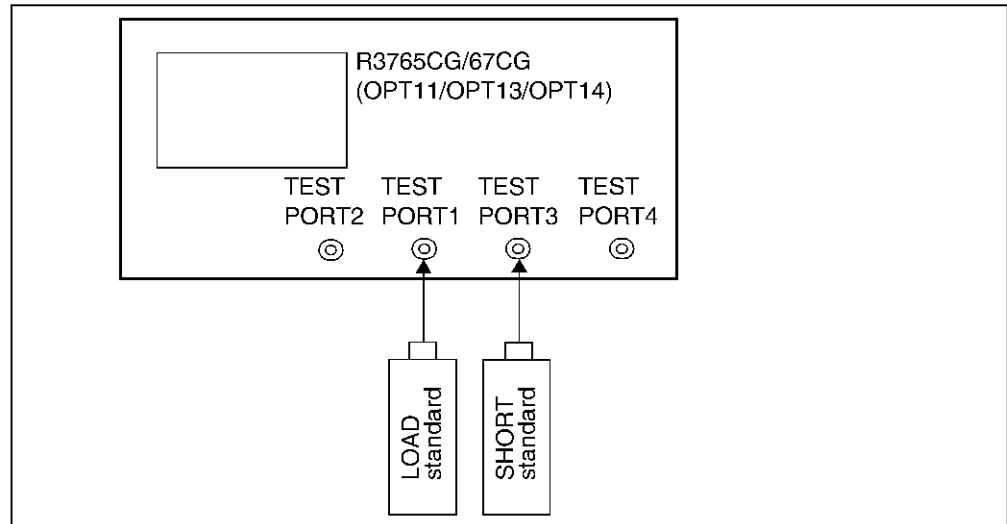 R3765CG/67CG
(OPT11/OPT13/OPT14)
TEST PORT2
TEST PORT1
TEST PORT3
TEST PORT4
LOAD
standard
SHORT
standard